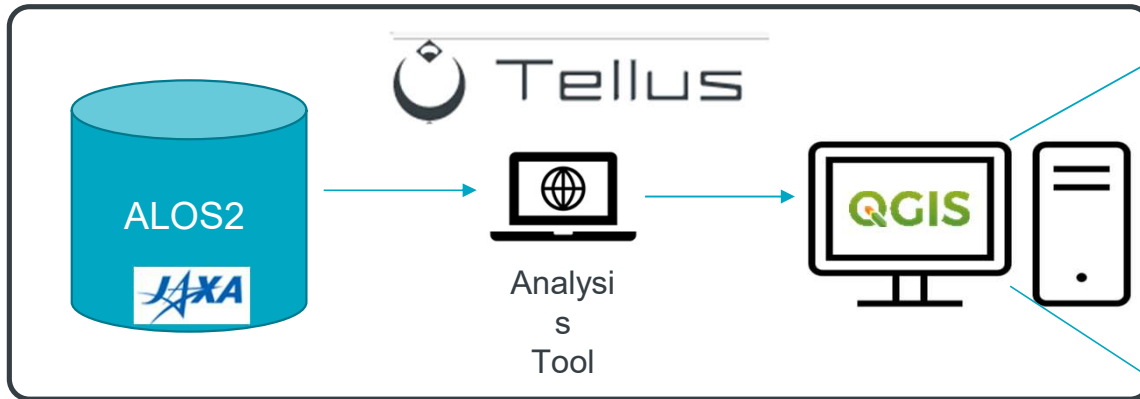 Tellus
ALOS2
JAXA
QGIS
Analysi
s
Tool